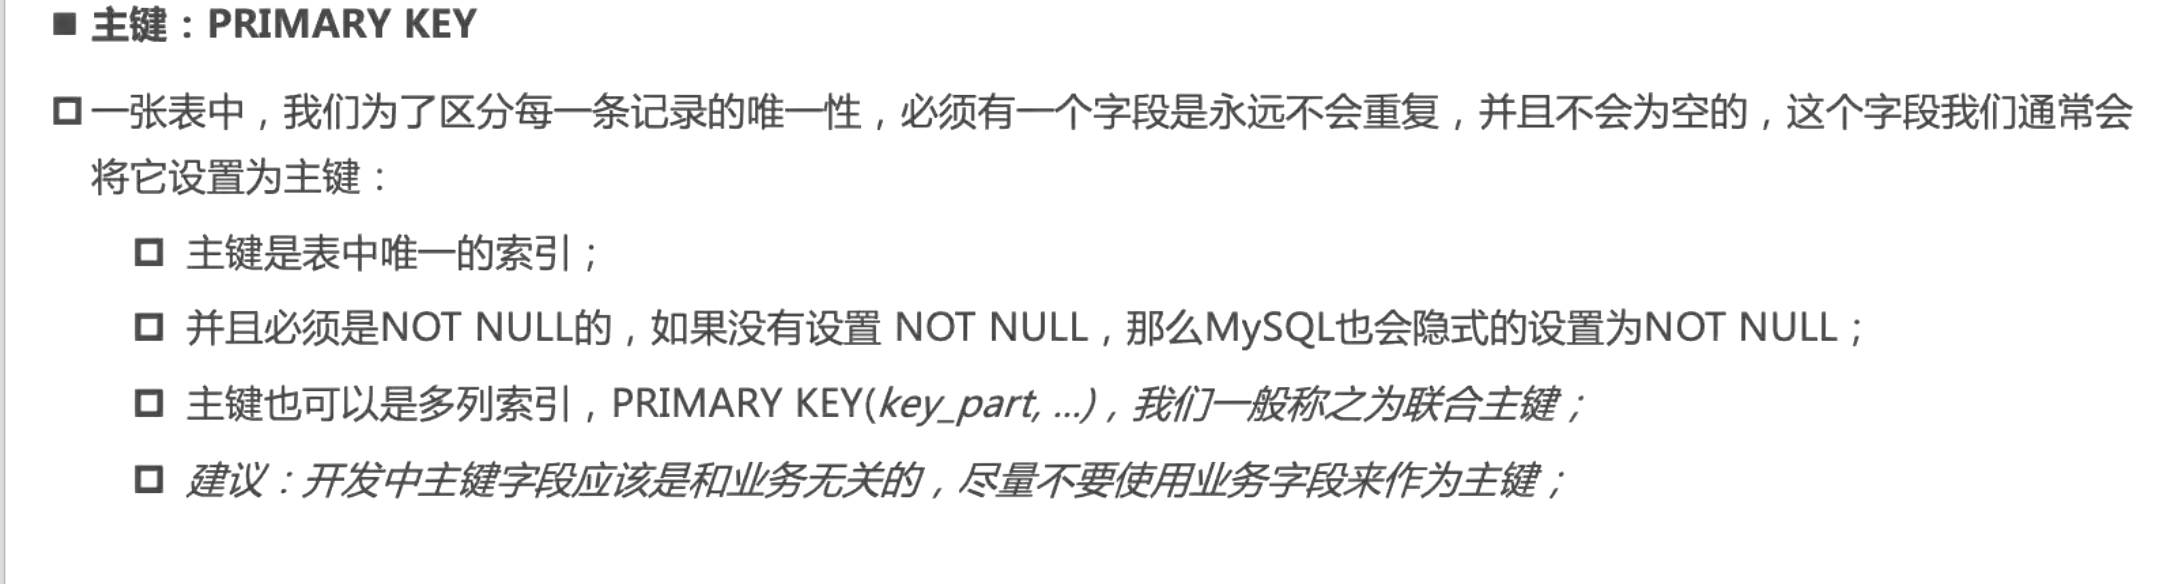 主键：PRIMARY KEY
一张表中，我们为了区分每一条记录的唯一性，必须有一个字段是永远不会重复，并且不会为空的，这个字段我们通常会
将它设置为主键：
主键是表中唯一的索引；
并且必须是NOT NULL的，如果没有设置 NOT NULL，那么MySQL也会隐式的设置为NOT NULL；
主键也可以是多列索引，PRIMARY KEY(key_part, ...)，我们一般称之为联合主键；
建议：开发中主键字段应该是和业务无关的，尽量不要使用业务字段来作为主键；